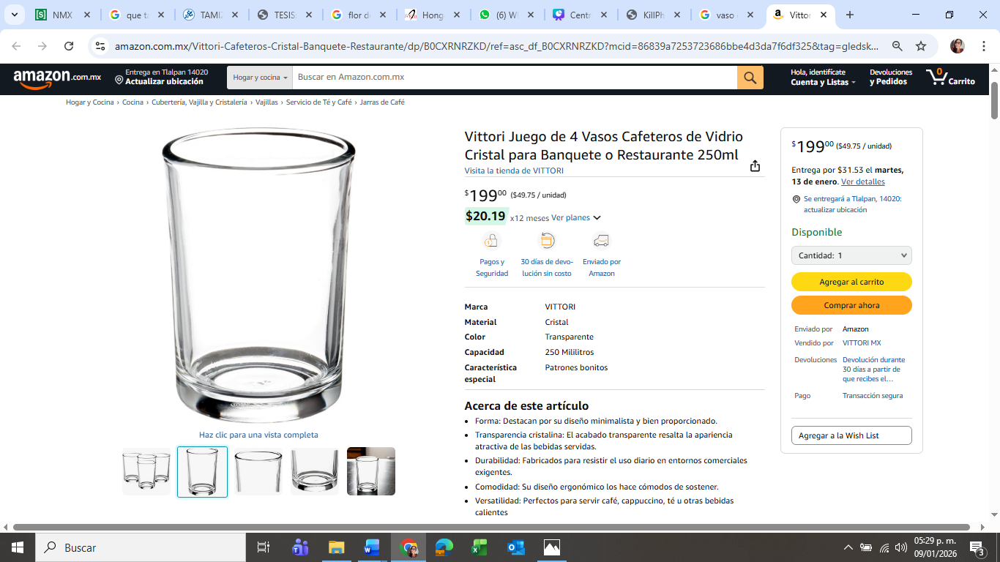 NMX
que ta
TAMIZ
TESIS
flor de
Hong
(6) W
Centr
KillPh
vaso
Vittor
amazon.com.mx/Vittori-Cafeteros-Cristal-Banquete-Restaurante/dp/B0CXRNRZKD/ref=asc_df_B0CXRNRZKD?mcid=86839a7253723686bbe4d3da7f6df325&tag=gledsk...
amazon.com.mx
Entrega en Tlalpan 14020
Actualizar ubicación
Hogar y cocina
Buscar en Amazon.com.mx
Hola, identifícate
Cuenta y Listas
Devoluciones
y Pedidos
0
Carrito
Hogar y Cocina › Cocina › Cubertería, Vajilla y Cristalería › Vajillas › Servicio de Té y Café › Jarras de Café
Haz clic para una vista completa
Vittori Juego de 4 Vasos Cafeteros de Vidrio
Cristal para Banquete o Restaurante 250ml
Visita la tienda de VITTORI
$199.00 ($49.75 / unidad)
$20.19 x12 meses Ver planes
Pagos y
Seguridad
30 días de devo-
lución sin costo
Enviado por
Amazon
Marca VITTORI
Material Cristal
Color Transparente
Capacidad 250 Mililitros
Característica Patrones bonitos
especial
Acerca de este artículo
• Forma: Destacan por su diseño minimalista y bien proporcionado.
• Transparencia cristalina: El acabado transparente resalta la apariencia
atractiva de las bebidas servidas.
• Durabilidad: Fabricados para resistir el uso diario en entornos comerciales
exigentes.
• Comodidad: Su diseño ergonómico los hace cómodos de sostener.
• Versatilidad: Perfectos para servir café, cappuccino, té u otras bebidas
calientes
$199.00 ($49.75 / unidad)
Entrega por $31.53 el martes,
13 de enero. Ver detalles
Se entregará a Tlalpan, 14020:
actualizar ubicación
Disponible
Cantidad: 1
Agregar al carrito
Comprar ahora
Enviado por Amazon
Vendido por VITTORI MX
Devoluciones Devolución durante
30 días a partir de
que recibes el...
Pago Transacción segura
Agregar a la Wish List
Buscar
05:29 p. m.
09/01/2026
3